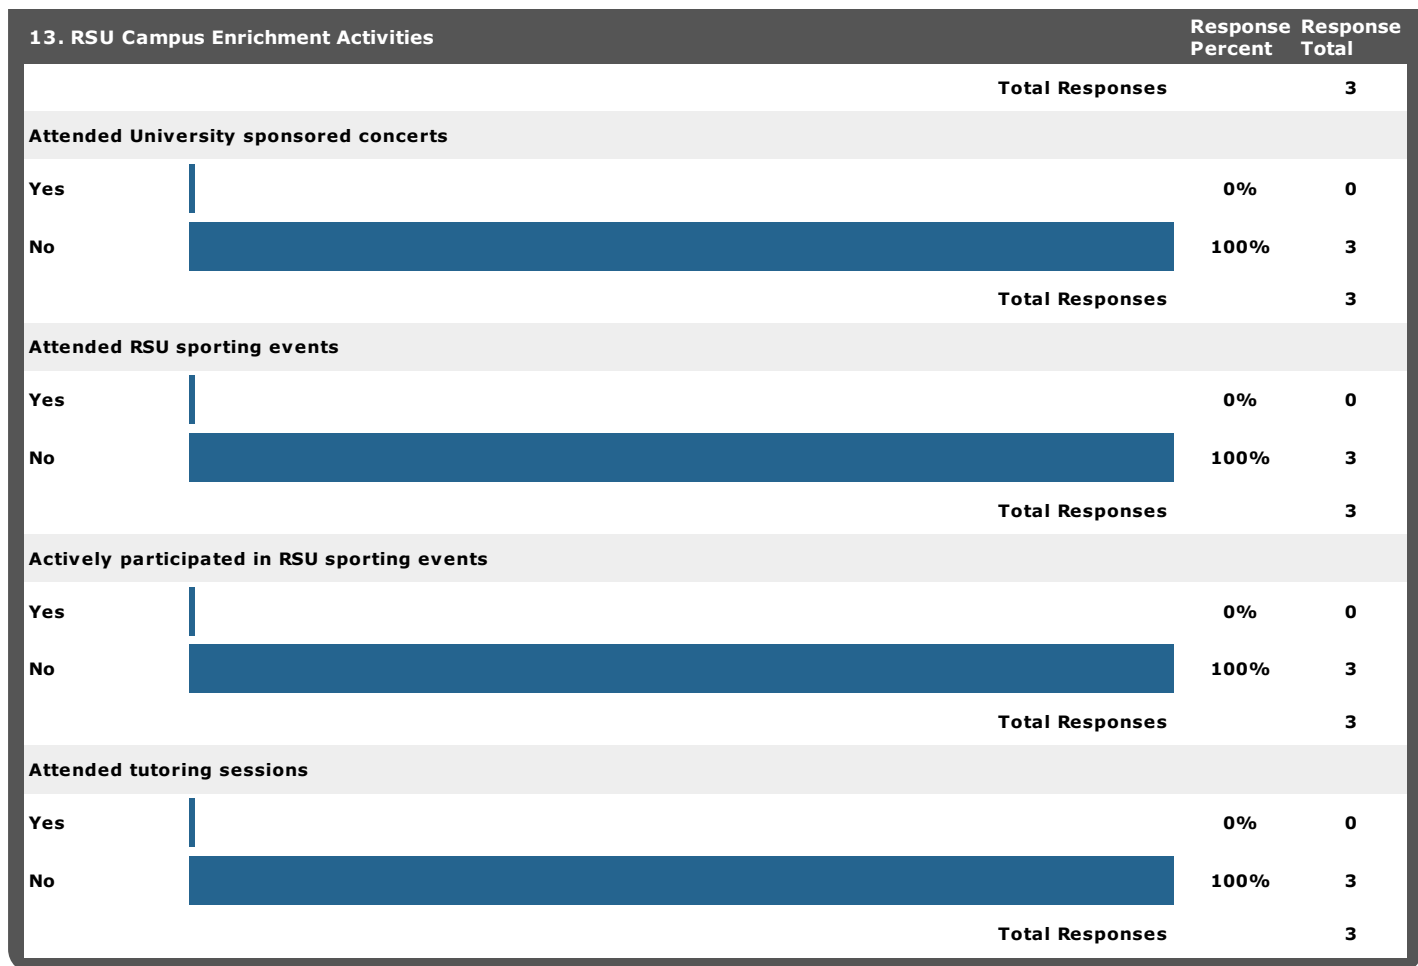 13. RSU Campus Enrichment Activities Response Percent Response Total
Total Responses 3
Attended University sponsored concerts
Yes 0% 0
No 100% 3
Total Responses 3
Attended RSU sporting events
Yes 0% 0
No 100% 3
Total Responses 3
Actively participated in RSU sporting events
Yes 0% 0
No 100% 3
Total Responses 3
Attended tutoring sessions
Yes 0% 0
No 100% 3
Total Responses 3